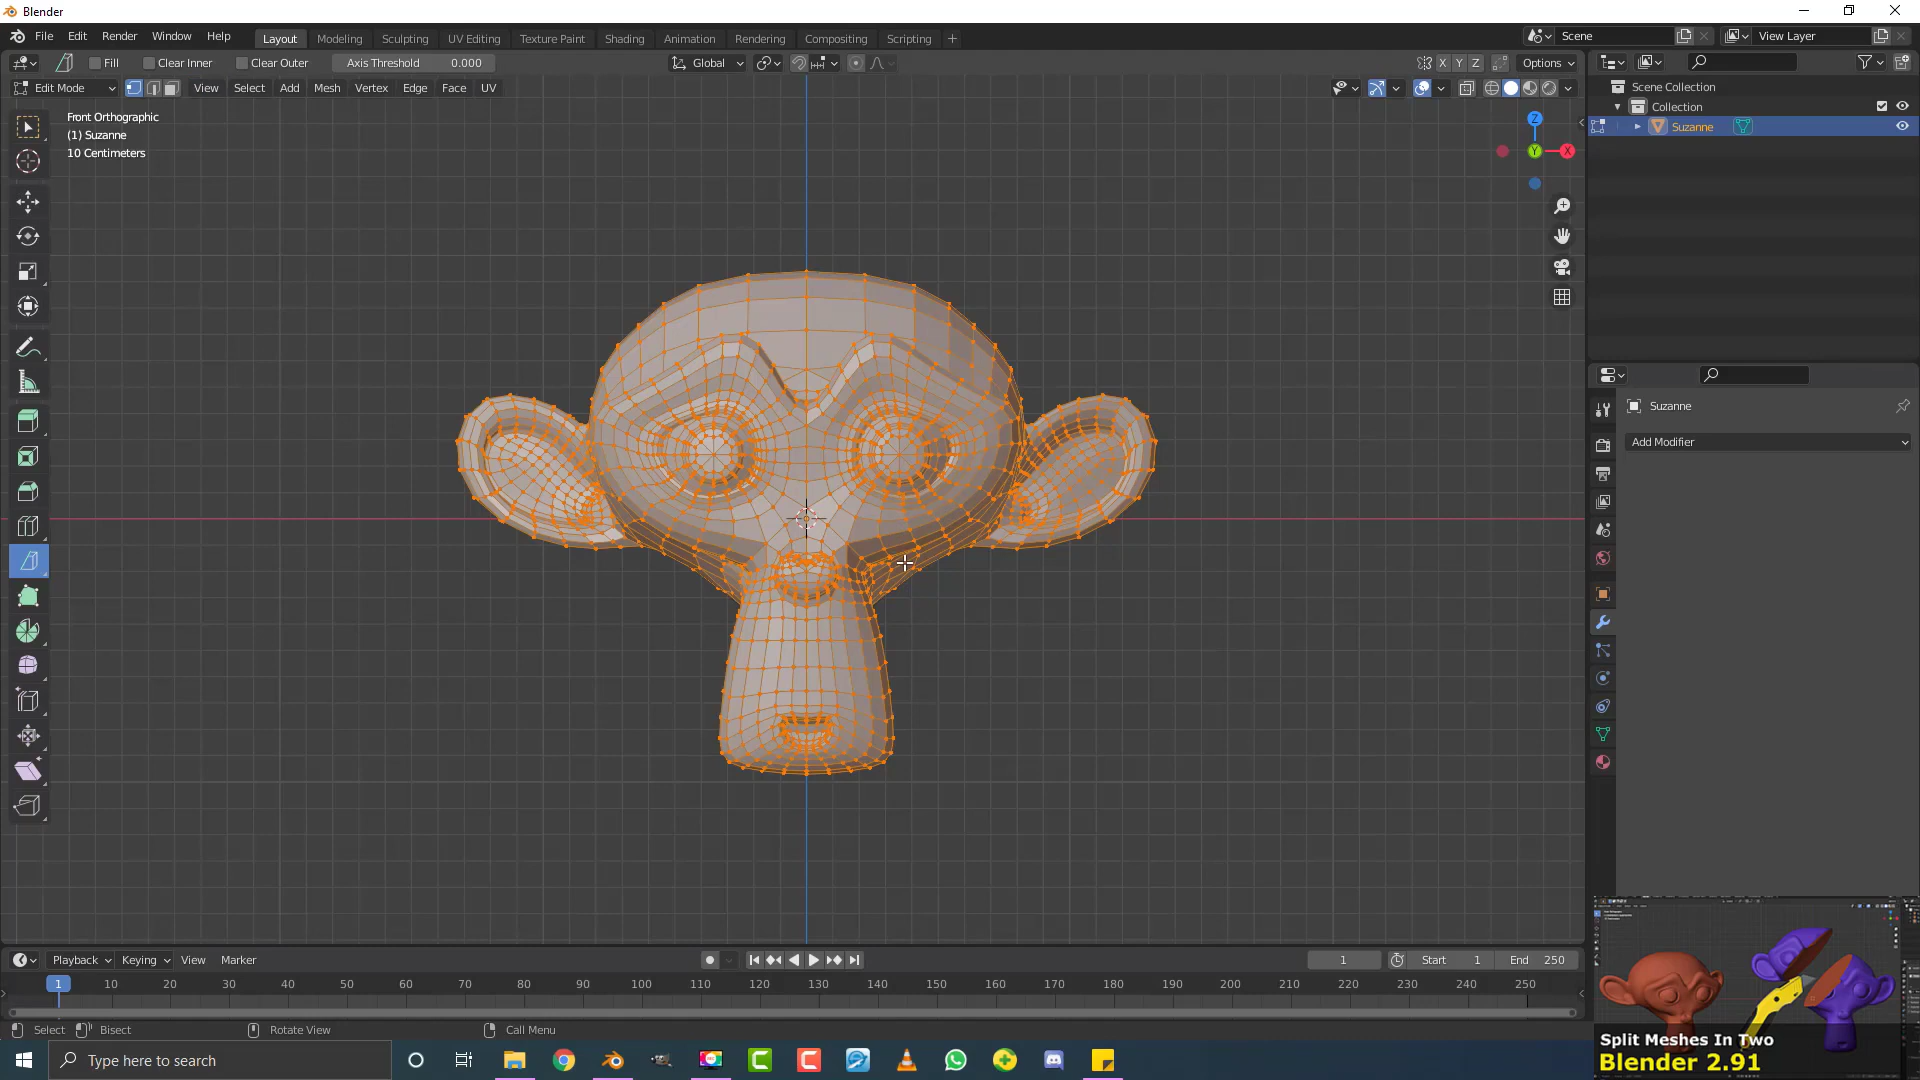 Blender
File Edit Render Window Help Layout Modeling Sculpting UV Editing Texture Paint Shading Animation Rendering Compositing Scripting + Scene View Layer
Fill Clear Inner Clear Outer Axis Threshold 0.000 Global X Y Z Options
Edit Mode View Select Add Mesh Vertex Edge Face UV
Scene Collection
Collection
Suzanne
Front Orthographic
(1) Suzanne
10 Centimeters
Z
Y
X
Suzanne
Add Modifier
Playback Keying View Marker 1 Start 1 End 250
1 10 20 30 40 50 60 70 80 90 100 110 120 130 140 150 160 170 180 190 200 210 220 230 240 250
Select Bisect Rotate View Call Menu
Split Meshes In Two
Blender 2.91
Type here to search